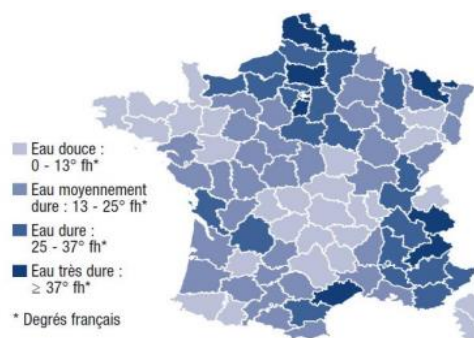 Eau douce :
0 - 13° fh*
Eau moyennement
dure : 13 - 25° fh*
Eau dure :
25 - 37° fh*
Eau très dure :
≥ 37° fh*
* Degrés français